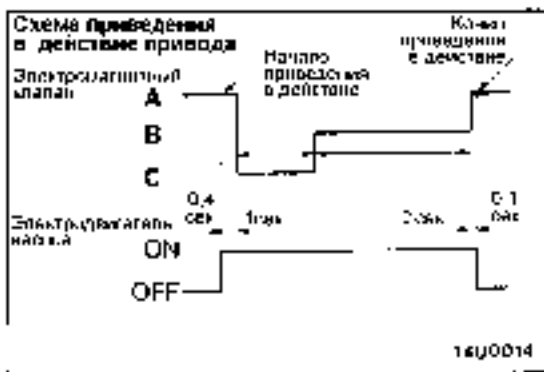 Схема приведения
в действие привода
Начало
приведения
в действие
Конец
приведения
в действие
Электромагнитный
клапан
A
B
C
0,4
сек
0,1
сек
Электродвигатель
насоса
ON
OFF